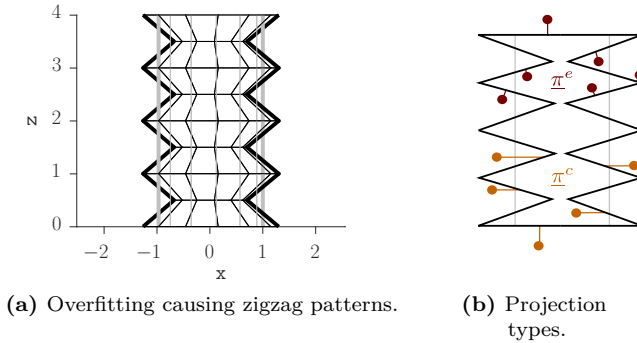 4
3
2
1
0
z
−2
−1
0
1
2
x
π^e
π^c
(a) Overfitting causing zigzag patterns.
(b) Projection
types.